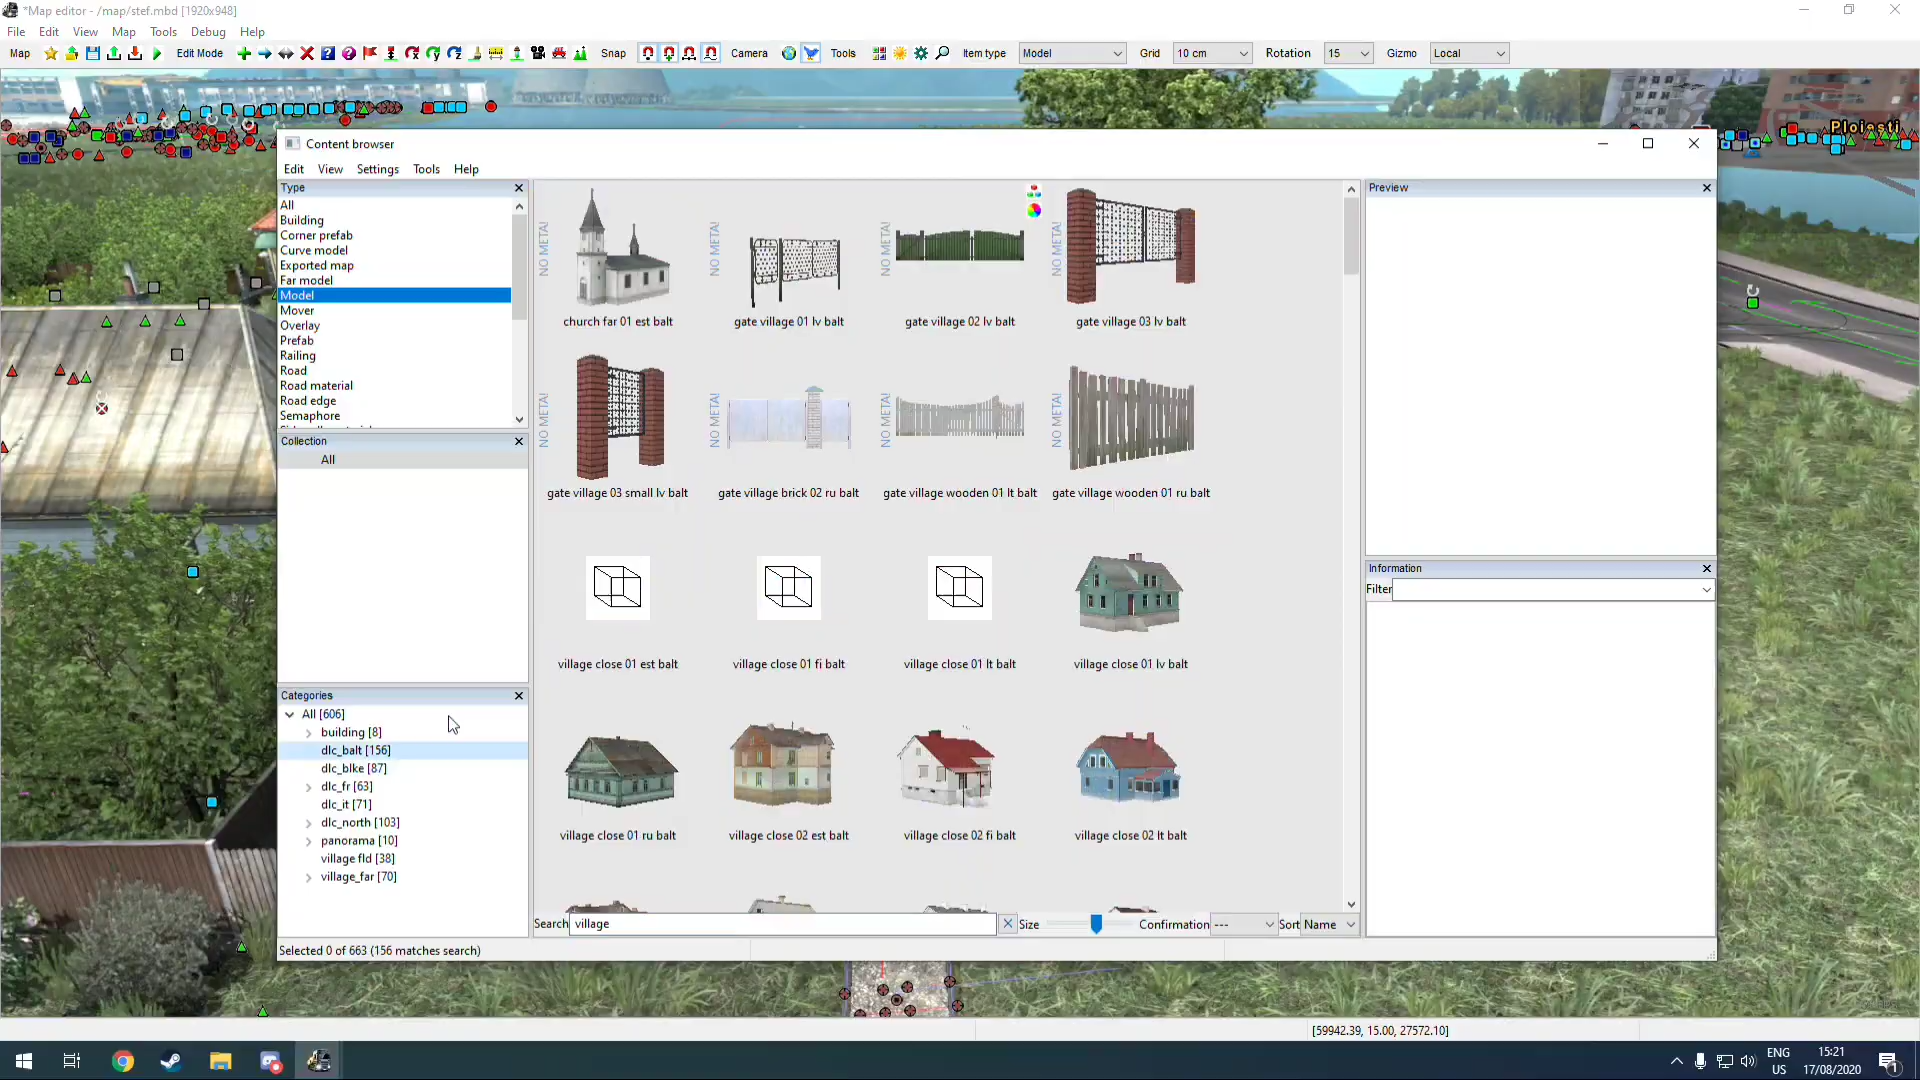 *Map editor - /map/stef.mbd [1920x948]
File Edit View Map Tools Debug Help
Map Edit Mode Snap Camera Tools Item type Model Grid 10 cm Rotation 15 Gizmo Local
Ploiesti
Content browser
Edit View Settings Tools Help
Type
All
Building
Corner prefab
Curve model
Exported map
Far model
Model
Mover
Overlay
Prefab
Railing
Road
Road material
Road edge
Semaphore
Collection
All
Categories
All [606]
building [8]
dlc_balt [156]
dlc_blke [87]
dlc_fr [63]
dlc_it [71]
dlc_north [103]
panorama [10]
village fld [38]
village_far [70]
NO META! NO META! NO META! NO META!
church far 01 est balt gate village 01 lv balt gate village 02 lv balt gate village 03 lv balt
NO META! NO META! NO META! NO META!
gate village 03 small lv balt gate village brick 02 ru balt gate village wooden 01 lt balt gate village wooden 01 ru balt
village close 01 est balt village close 01 fi balt village close 01 lt balt village close 01 lv balt
village close 01 ru balt village close 02 est balt village close 02 fi balt village close 02 lt balt
Search village Size Confirmation --- Sort Name
Preview
Information
Filter
Selected 0 of 663 (156 matches search)
[59942.39, 15.00, 27572.10]
ENG
US
15:21
17/08/2020
1